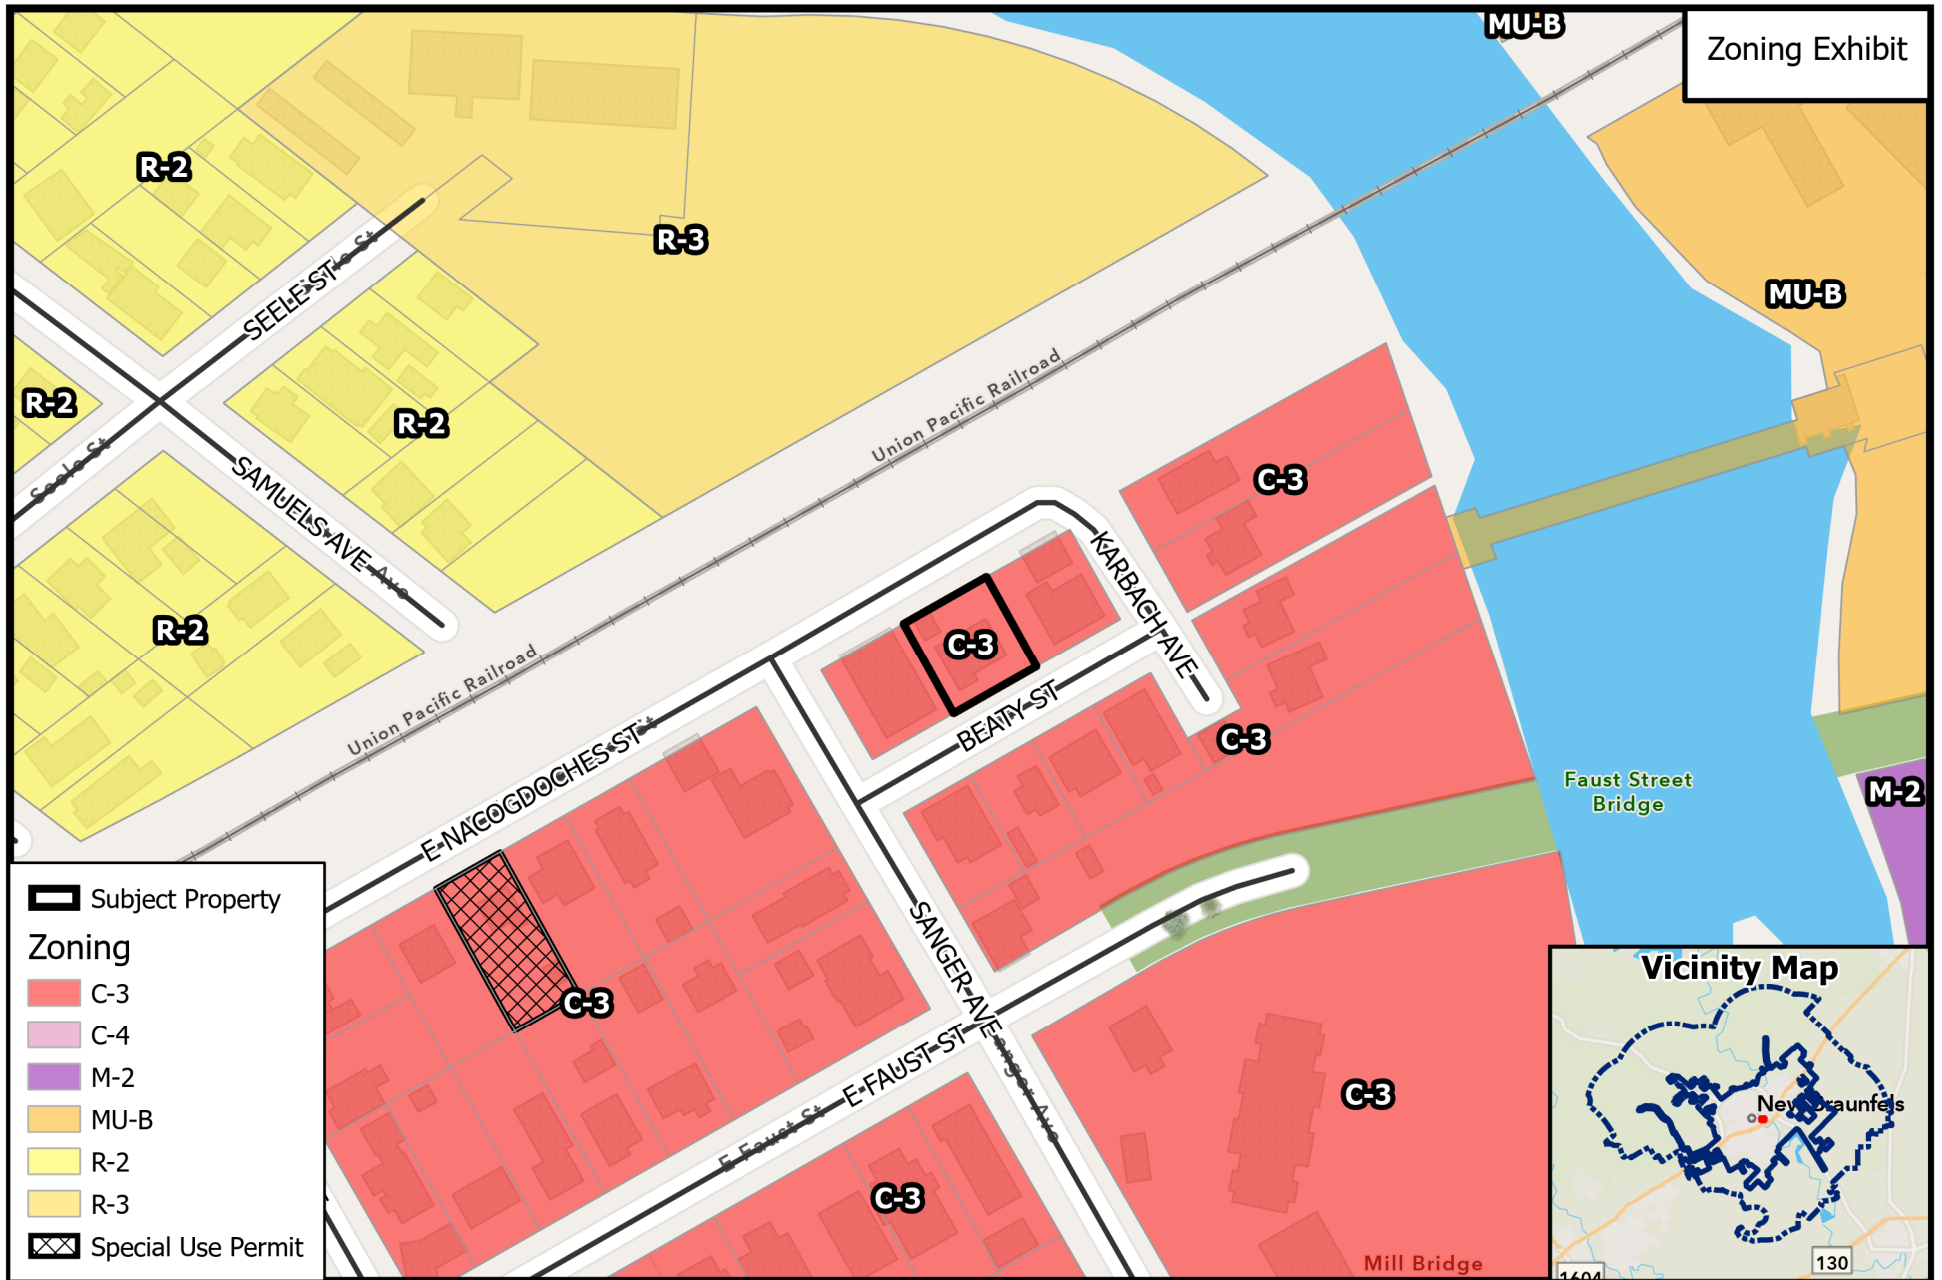 MU-B
Zoning Exhibit
R-2
R-3
SEELE ST
MU-B
R-2
R-2
Union Pacific Railroad
Seele St
SAMUELS AVE
Ave
C-3
KARBACH AVE
R-2
C-3
Union Pacific Railroad
BEATY ST
C-3
E NACOGDOCHES ST
Faust Street
Bridge
M-2
C-3
SANGER AVE
Sanger Ave
E FAUST ST
E Faust St
C-3
C-3
Mill Bridge
Subject Property
Zoning
C-3
C-4
M-2
MU-B
R-2
R-3
Special Use Permit
Vicinity Map
New Braunfels
130
1604